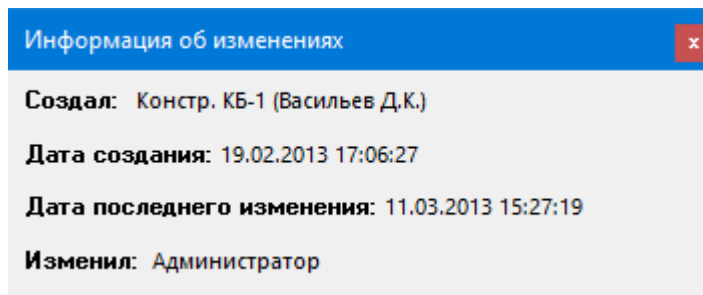 Информация об изменениях
x
Создал: Констр. КБ-1 (Васильев Д.К.)
Дата создания: 19.02.2013 17:06:27
Дата последнего изменения: 11.03.2013 15:27:19
Изменил: Администратор